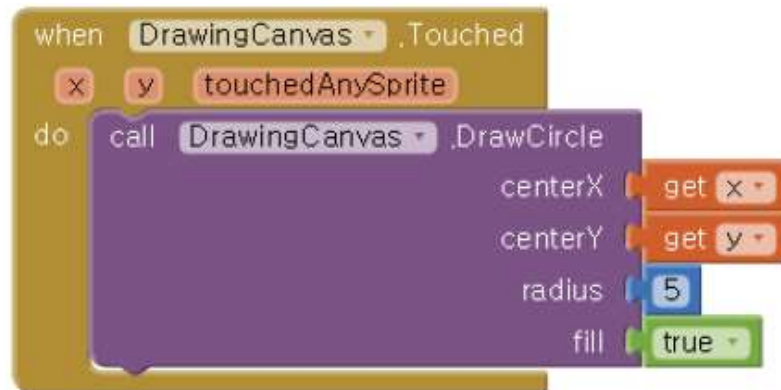 when DrawingCanvas .Touched
x y touchedAnySprite
do call DrawingCanvas .DrawCircle
centerX get x
centerY get y
radius 5
fill true